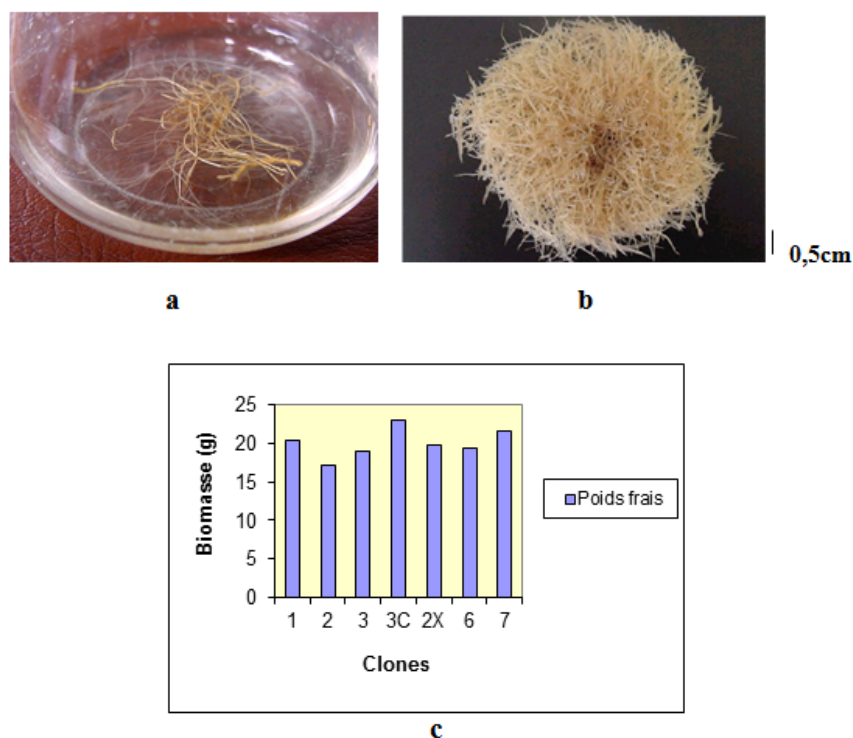 0,5cm
a
b
25
20
15
10
5
0
Biomasse (g)
1 2 3 3C 2X 6 7
Clones
Poids frais
c